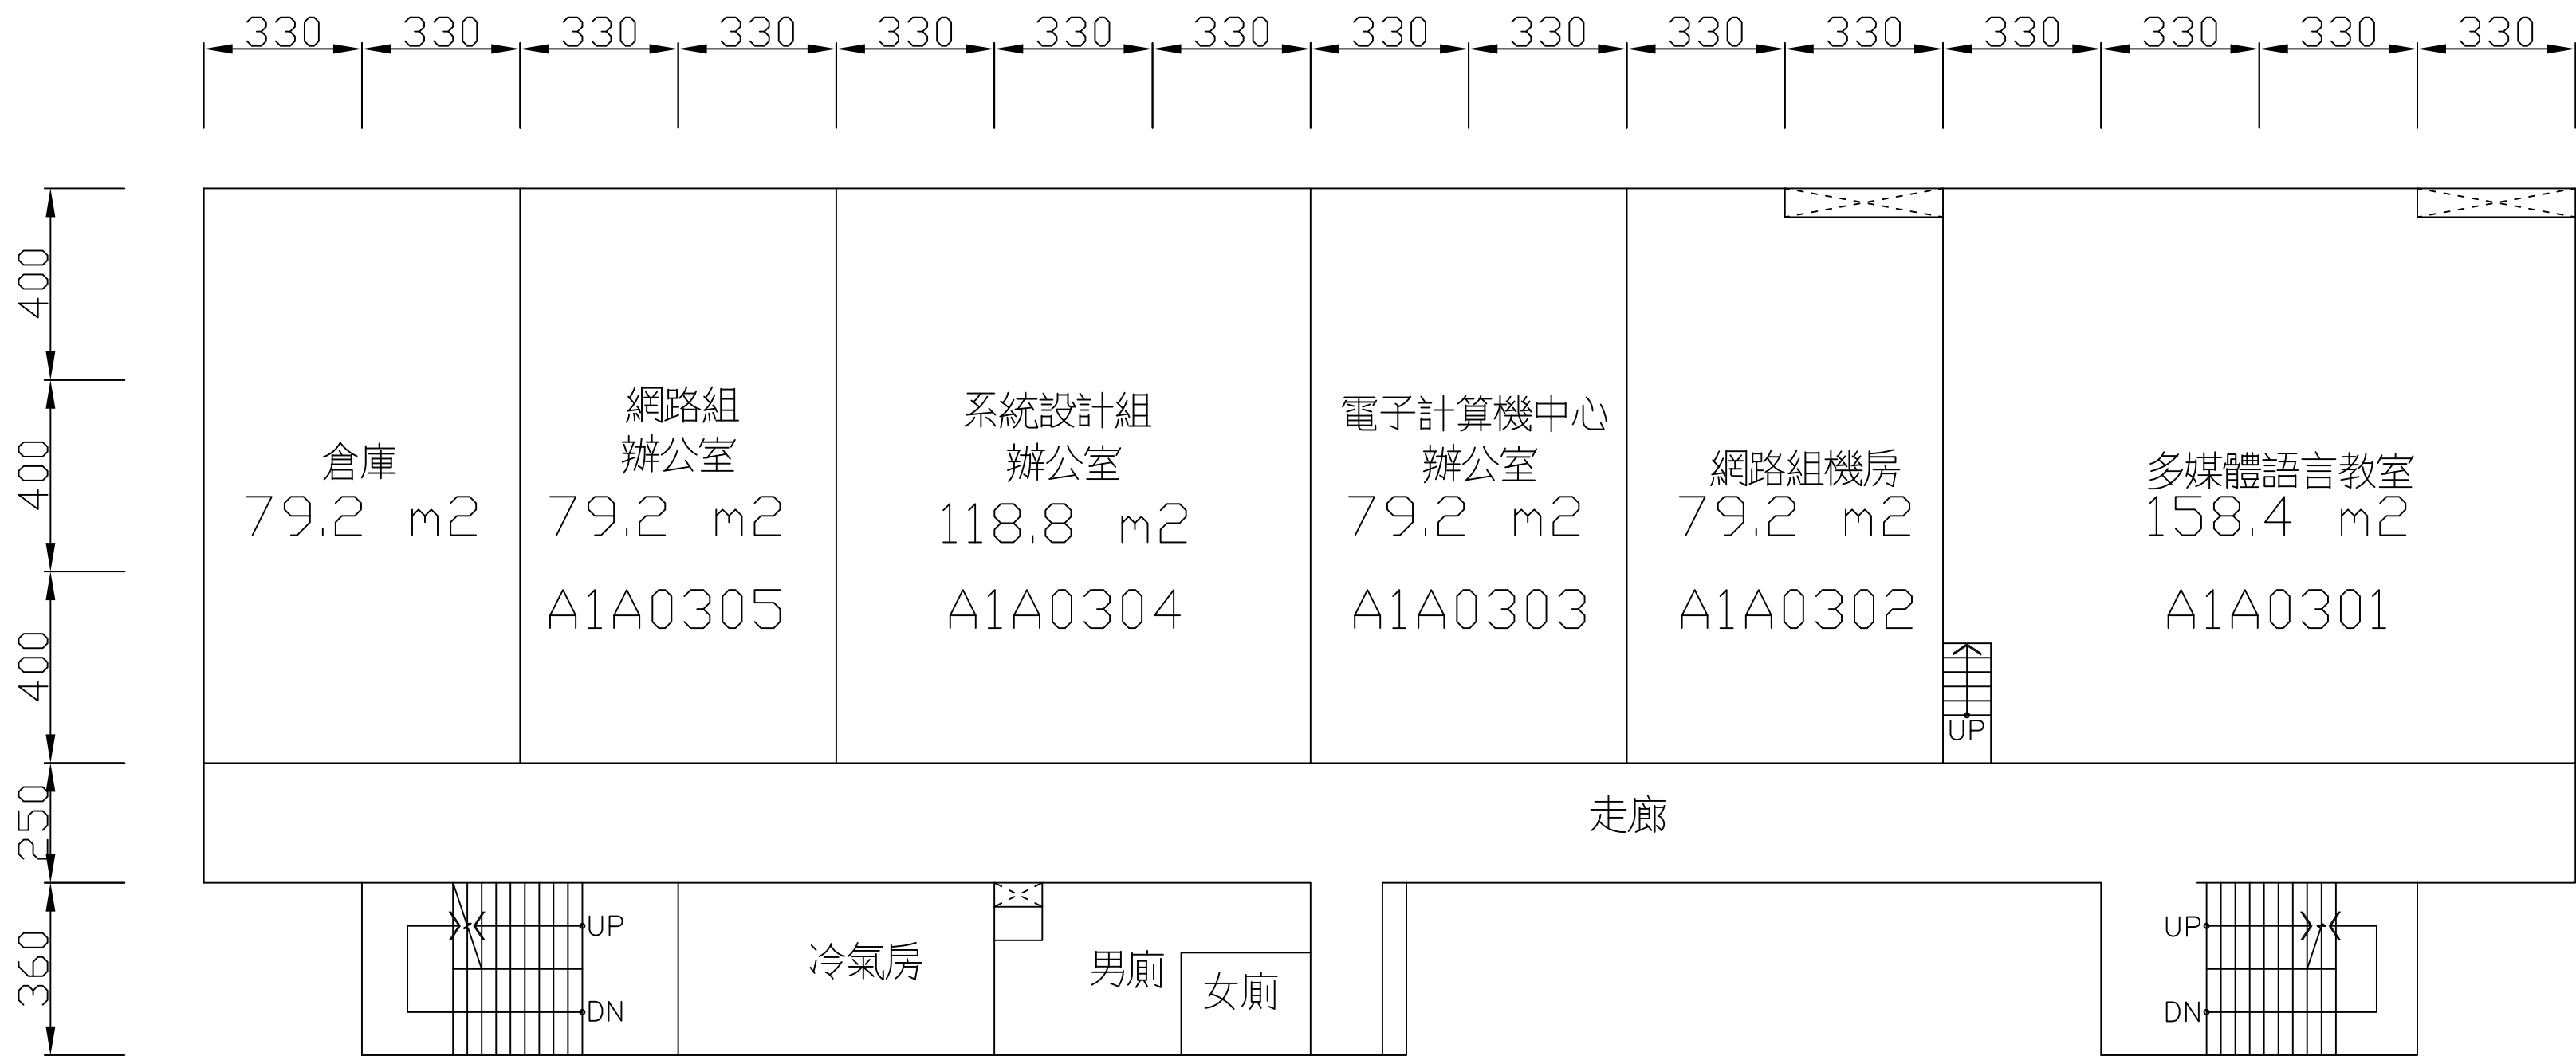 330 330 330 330 330 330 330 330 330 330 330 330 330 330 330
400
400
400
250
360
倉庫
79.2 m2
網路組
辦公室
79.2 m2
A1A0305
系統設計組
辦公室
118.8 m2
A1A0304
電子計算機中心
辦公室
79.2 m2
A1A0303
網路組機房
79.2 m2
A1A0302
多媒體語言教室
158.4 m2
A1A0301
UP
走廊
UP
DN
冷氣房
男廁
女廁
UP
DN